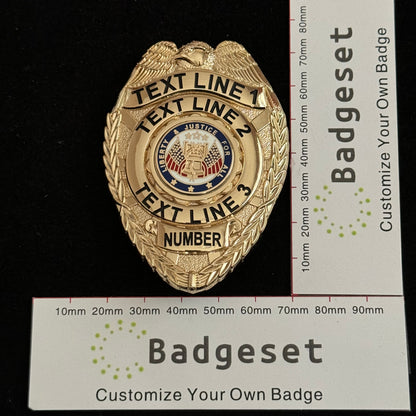 TEXT LINE 1
TEXT LINE 2
LIBERTY & JUSTICE FOR ALL
TEXT LINE 3
NUMBER
10mm 20mm 30mm 40mm 50mm 60mm 70mm 80mm
Badgeset
Customize Your Own Badge
10mm 20mm 30mm 40mm 50mm 60mm 70mm 80mm 90mm
Badgeset
Customize Your Own Badge